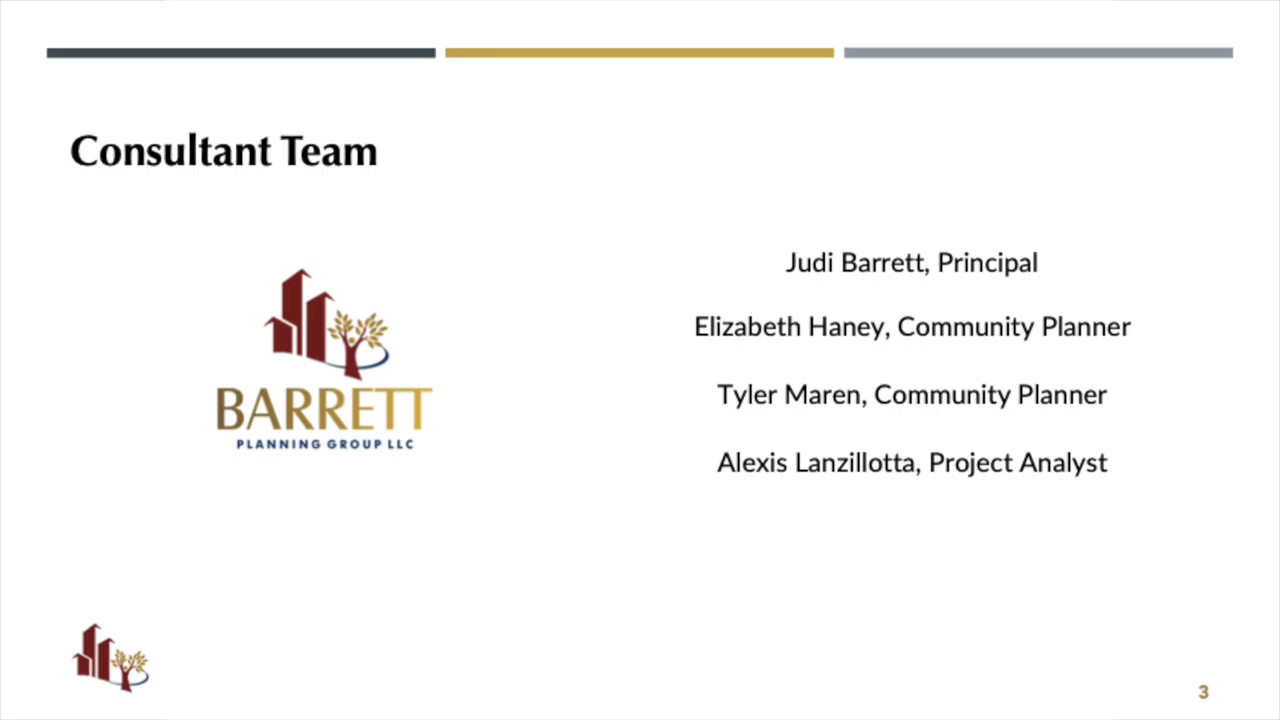 Consultant Team
Judi Barrett, Principal
Elizabeth Haney, Community Planner
Tyler Maren, Community Planner
Alexis Lanzillotta, Project Analyst
BARRETT
PLANNING GROUP LLC
3